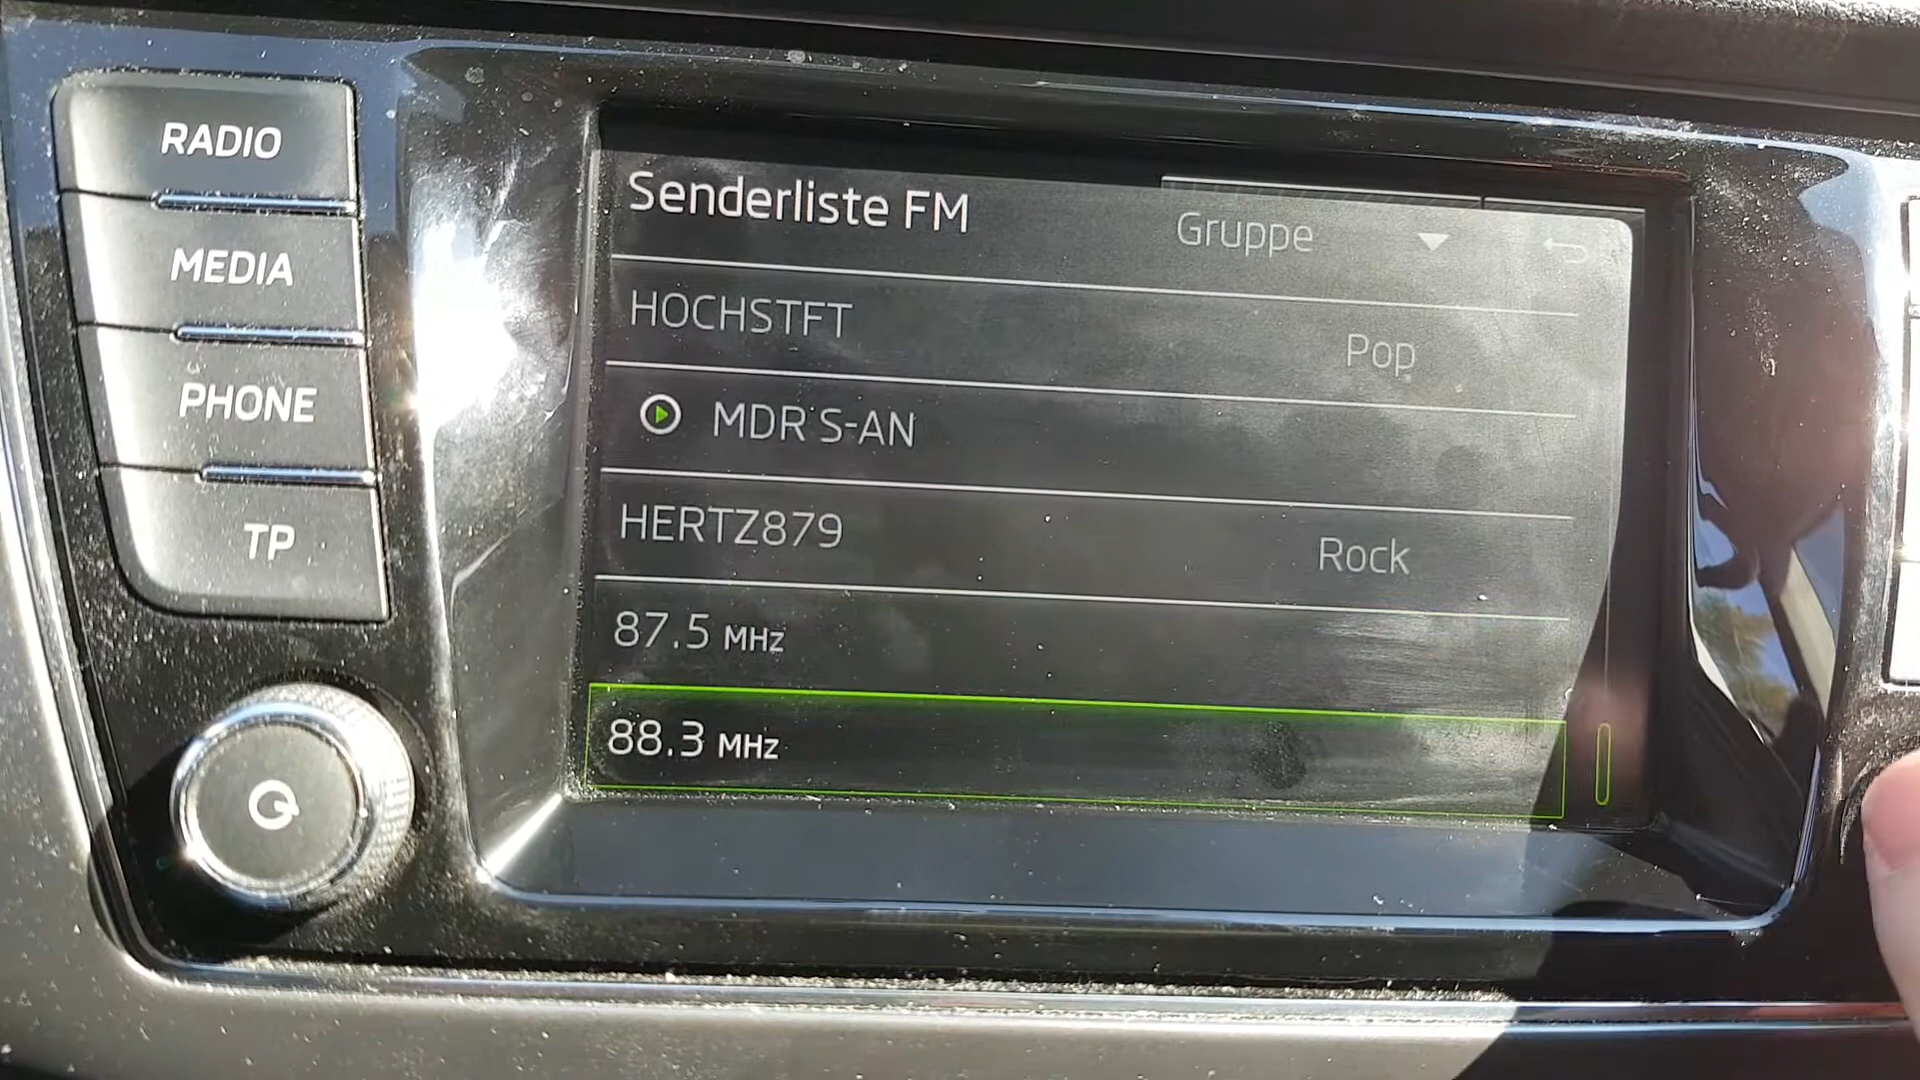 RADIO
MEDIA
PHONE
TP
Senderliste FM
Gruppe
HOCHSTFT
Pop
MDR S-AN
HERTZ879
Rock
87.5 MHz
88.3 MHz